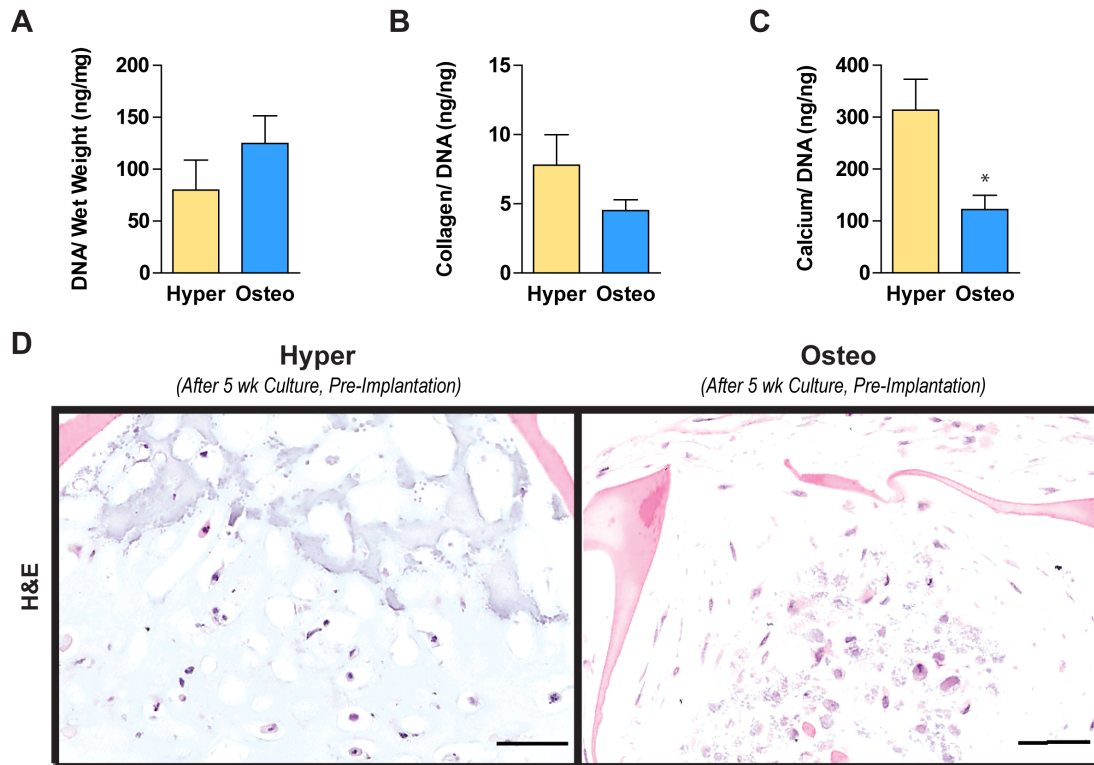 A
B
C
DNA/ Wet Weight (ng/mg)
200
150
100
50
0
Hyper Osteo
Collagen/ DNA (ng/ng)
15
10
5
0
Hyper Osteo
Calcium/ DNA (ng/ng)
400
300
200
100
0
*
Hyper Osteo
D
Hyper
(After 5 wk Culture, Pre-Implantation)
Osteo
(After 5 wk Culture, Pre-Implantation)
H&E